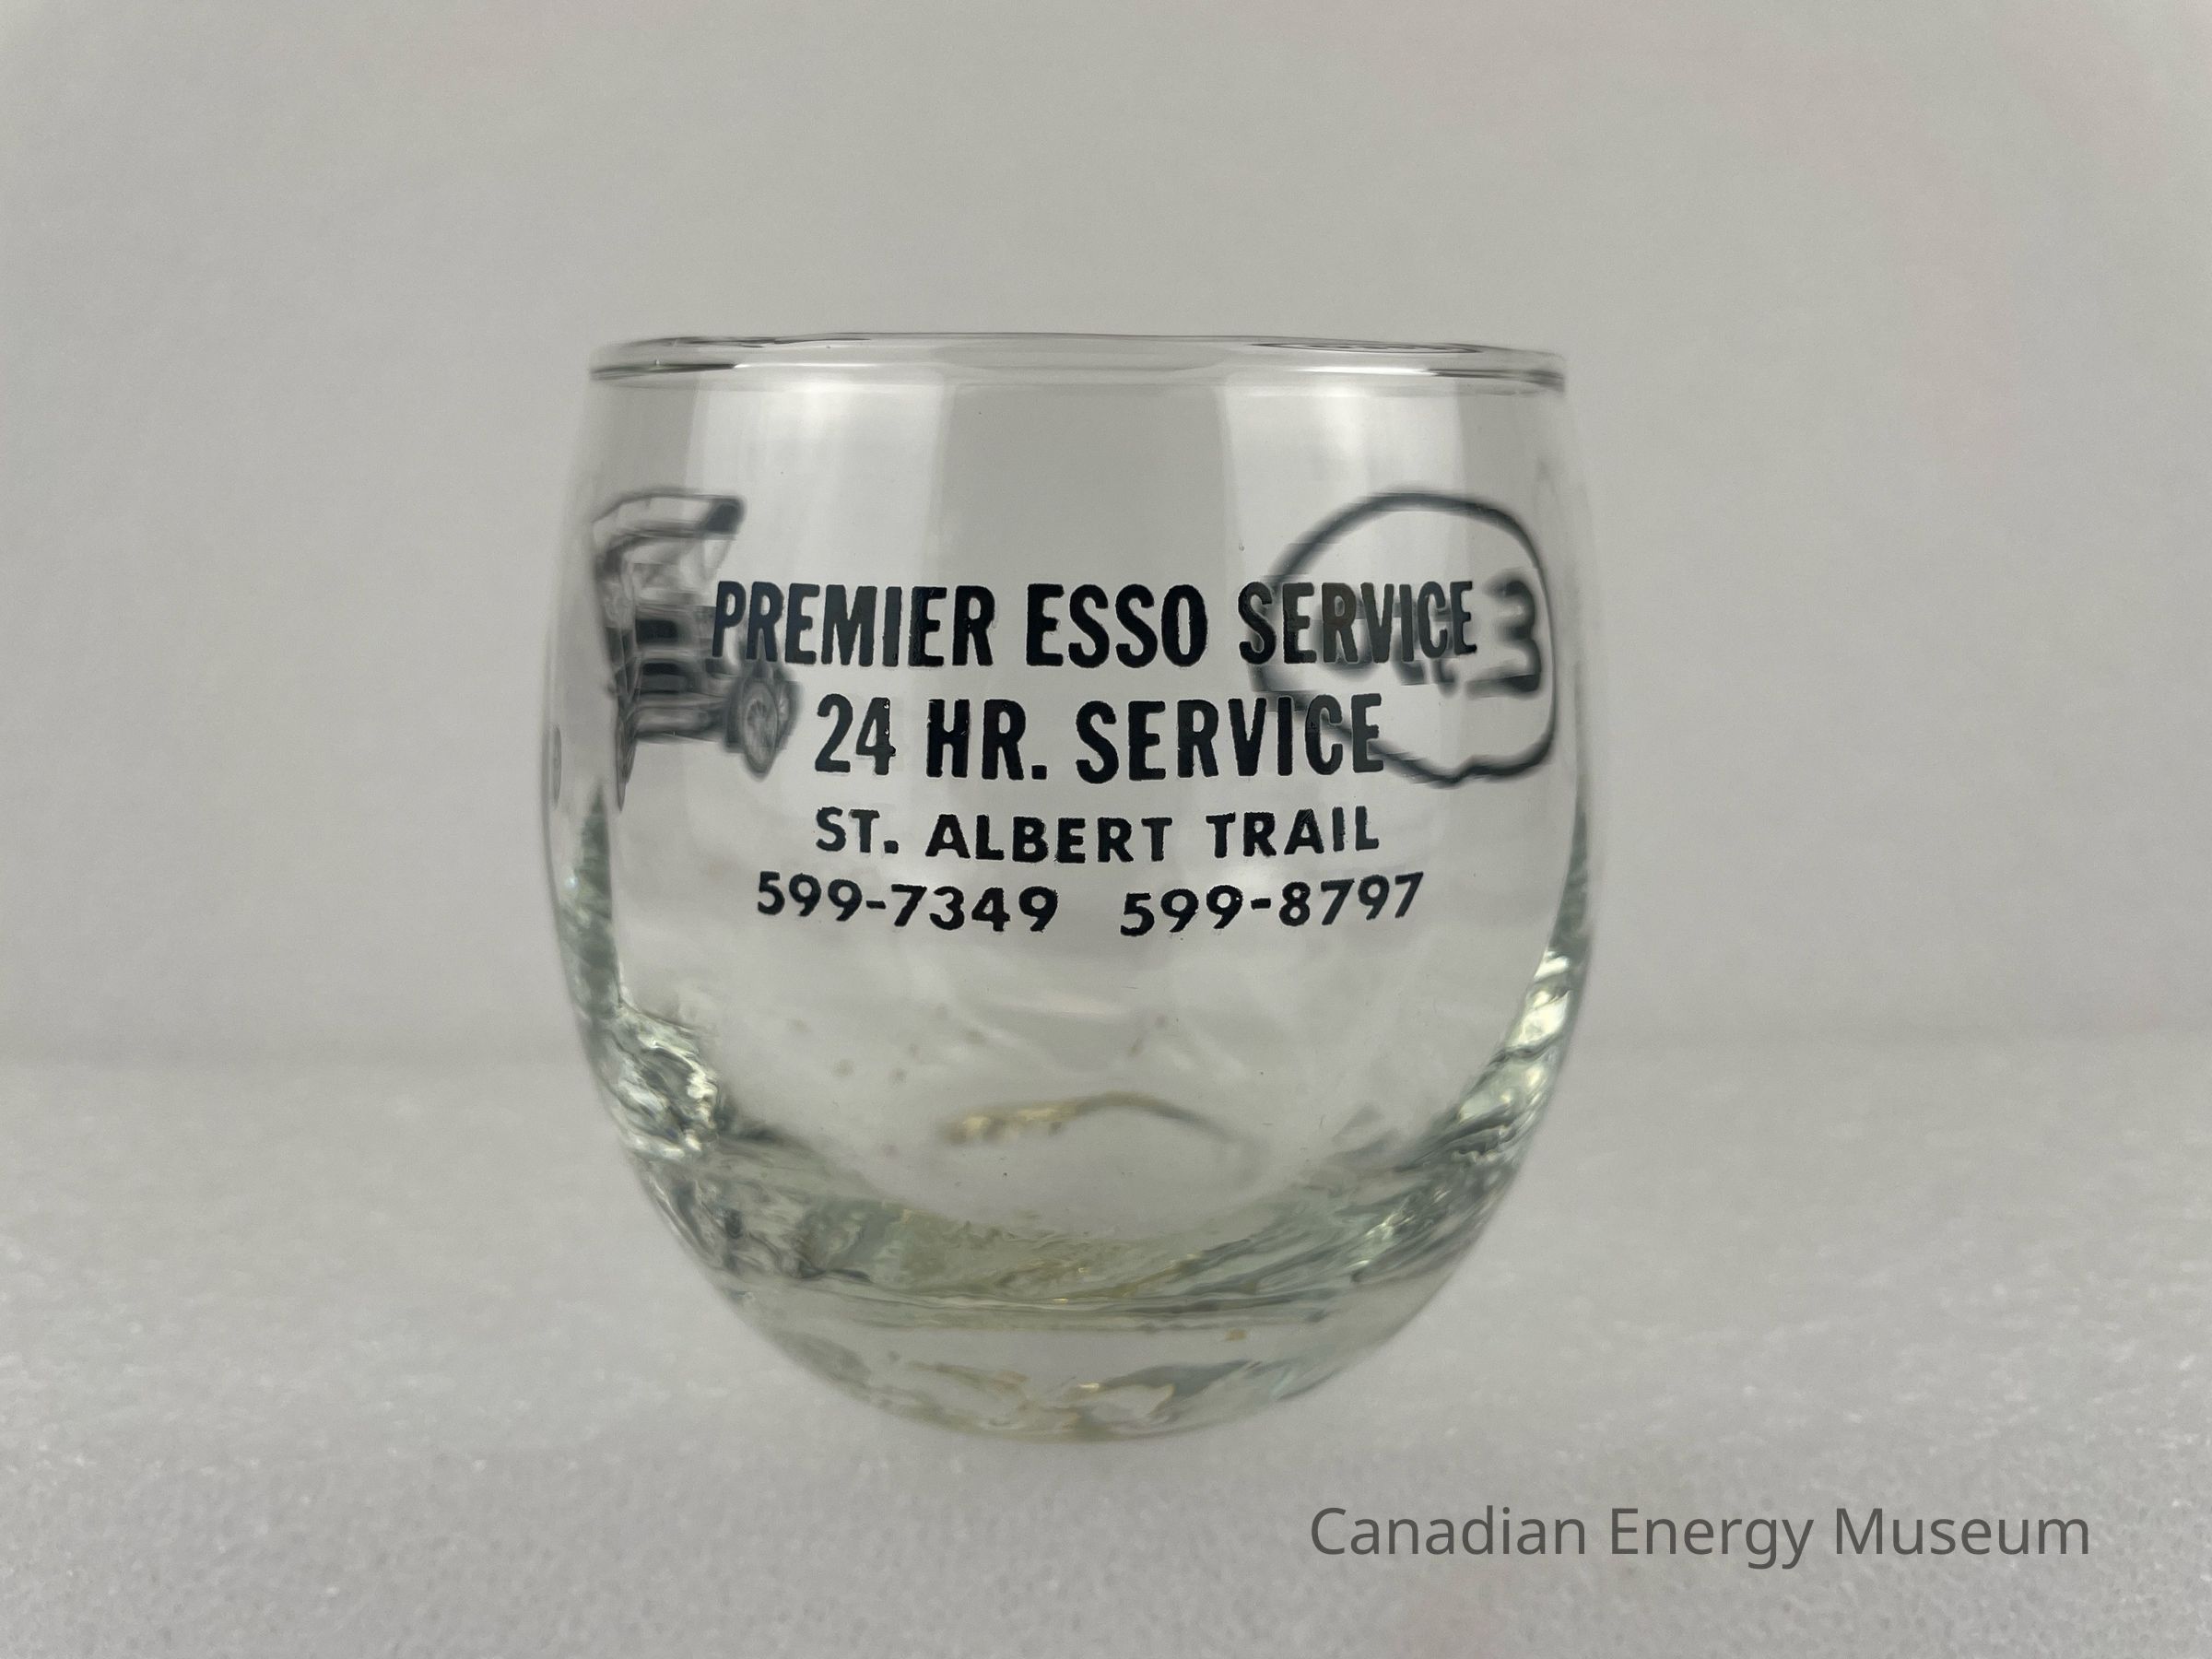 PREMIER ESSO SERVICE
24 HR. SERVICE
ST. ALBERT TRAIL
599-7349 599-8797
Canadian Energy Museum